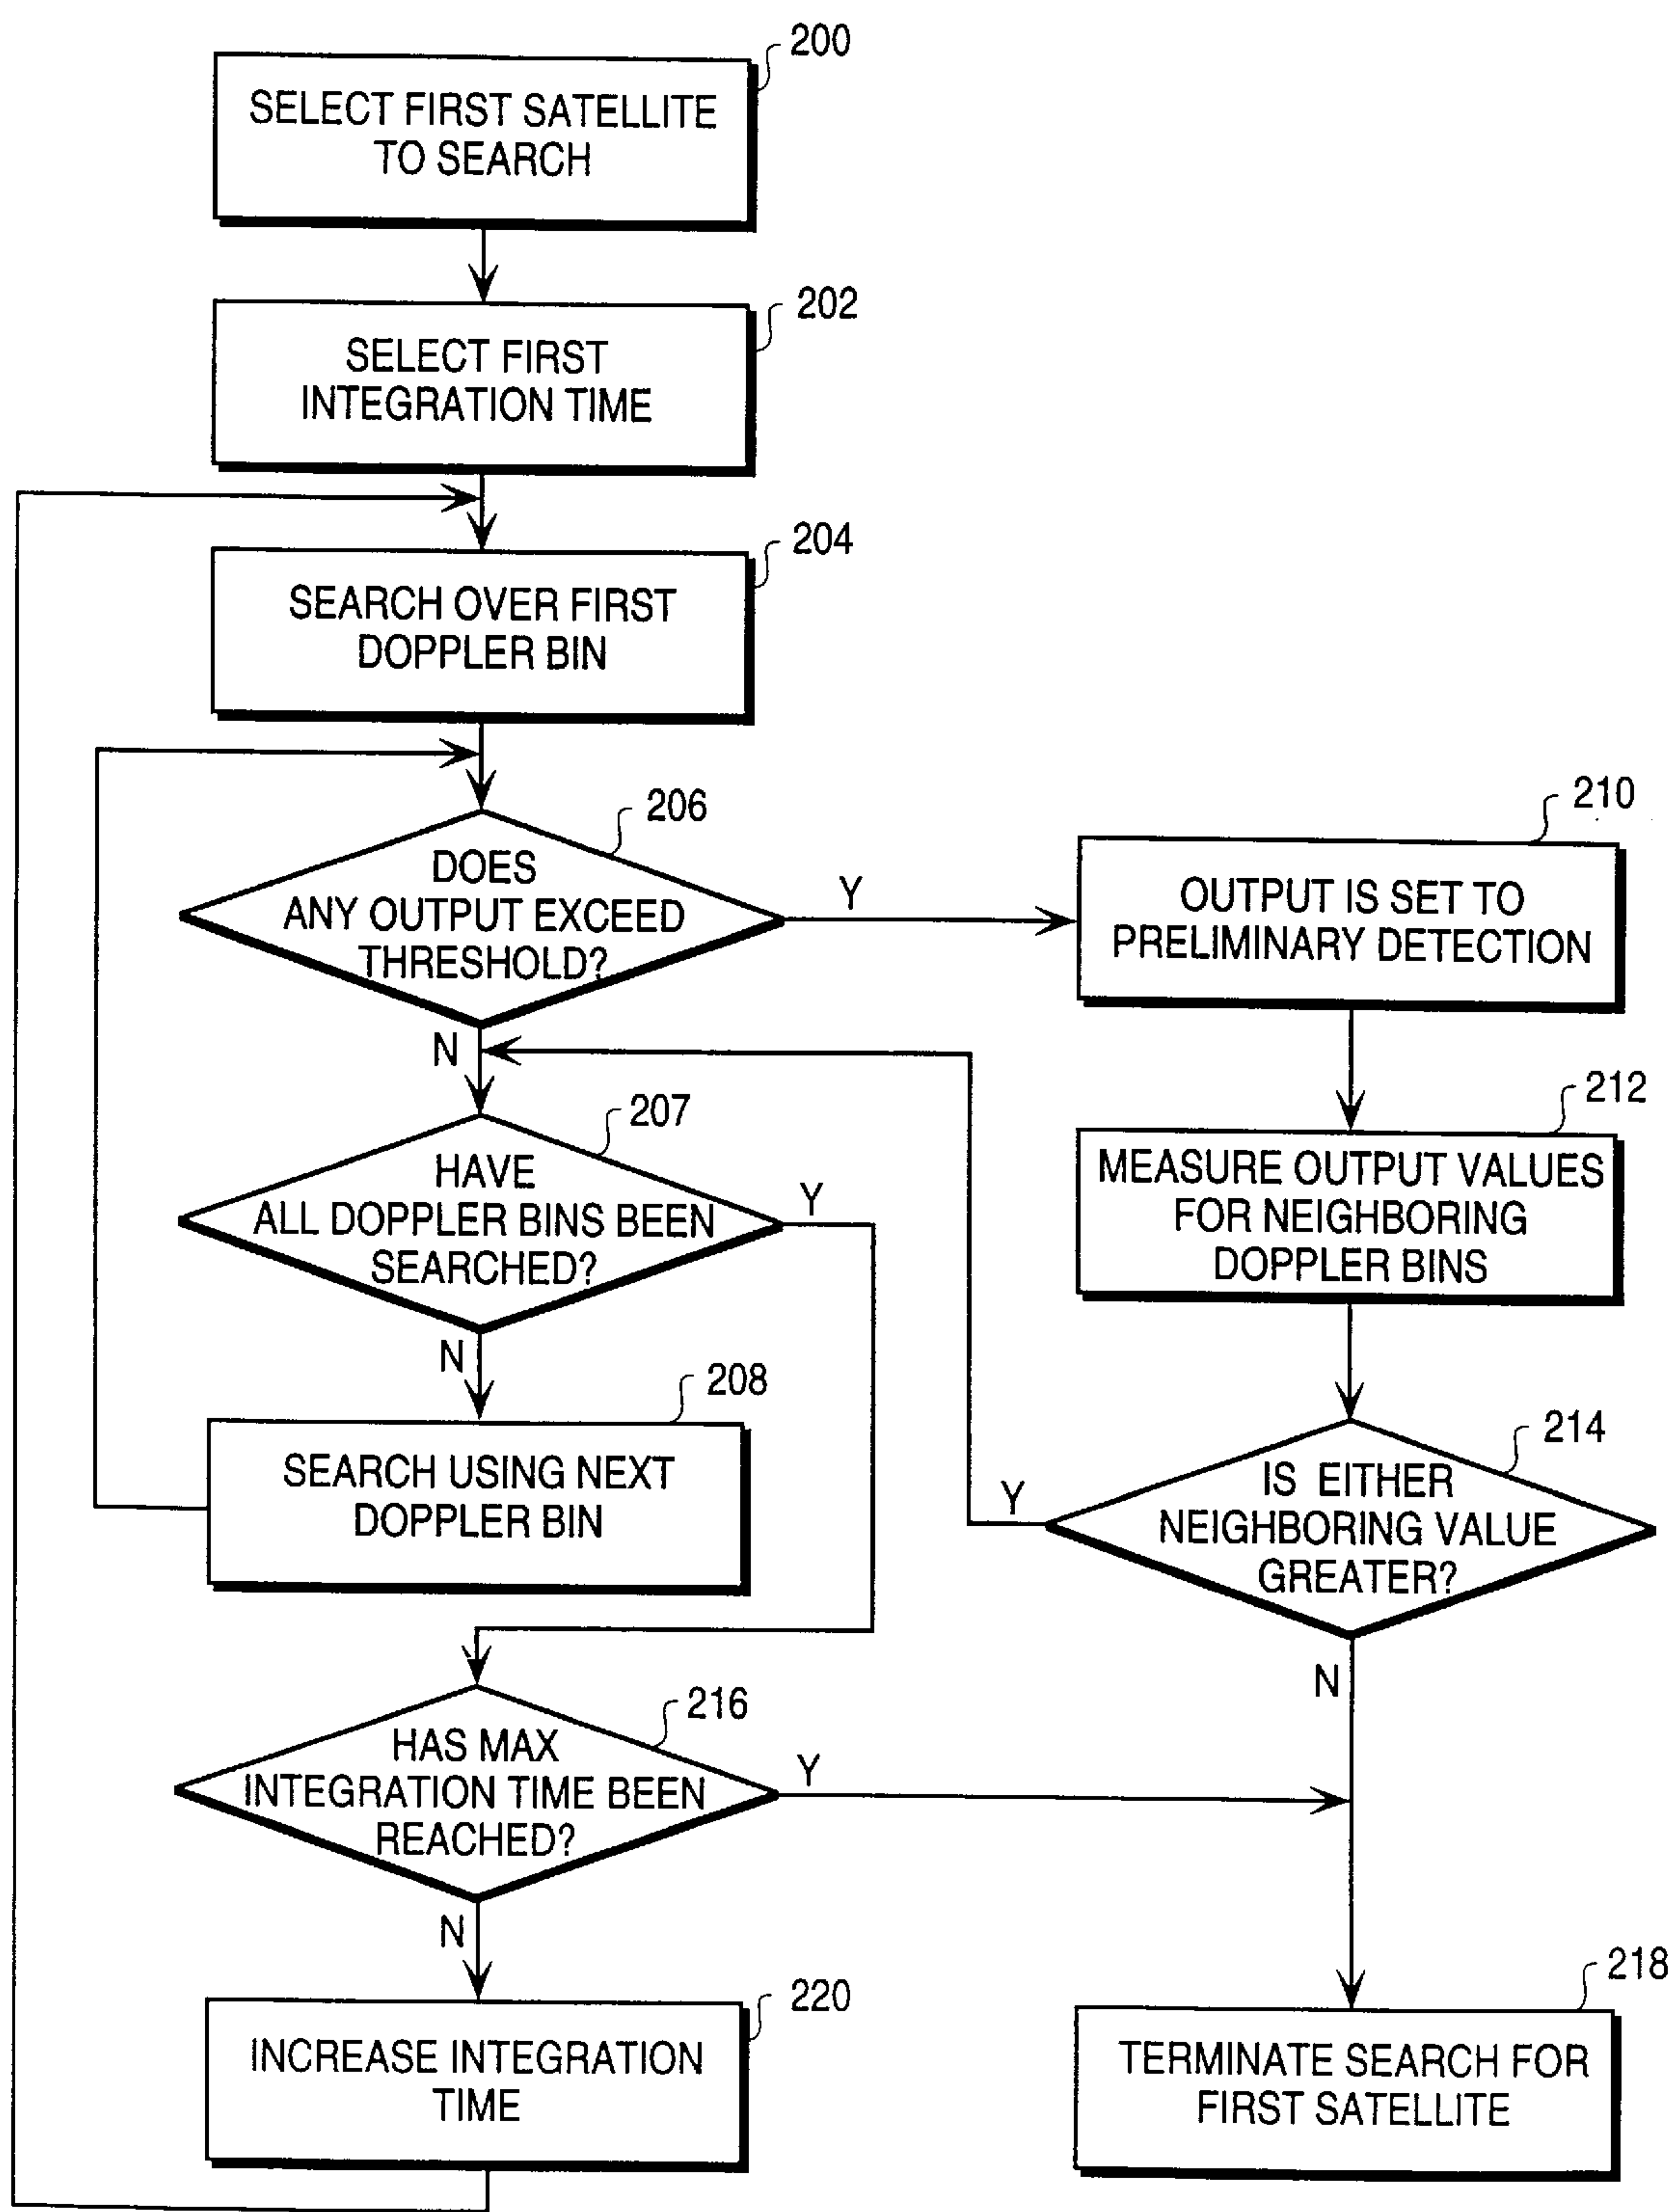 200
SELECT FIRST SATELLITE
TO SEARCH
202
SELECT FIRST
INTEGRATION TIME
204
SEARCH OVER FIRST
DOPPLER BIN
206
DOES
ANY OUTPUT EXCEED
THRESHOLD?
Y
N
210
OUTPUT IS SET TO
PRELIMINARY DETECTION
207
HAVE
ALL DOPPLER BINS BEEN
SEARCHED?
Y
N
212
MEASURE OUTPUT VALUES
FOR NEIGHBORING
DOPPLER BINS
208
SEARCH USING NEXT
DOPPLER BIN
214
IS EITHER
NEIGHBORING VALUE
GREATER?
Y
N
216
HAS MAX
INTEGRATION TIME BEEN
REACHED?
Y
N
220
INCREASE INTEGRATION
TIME
218
TERMINATE SEARCH FOR
FIRST SATELLITE